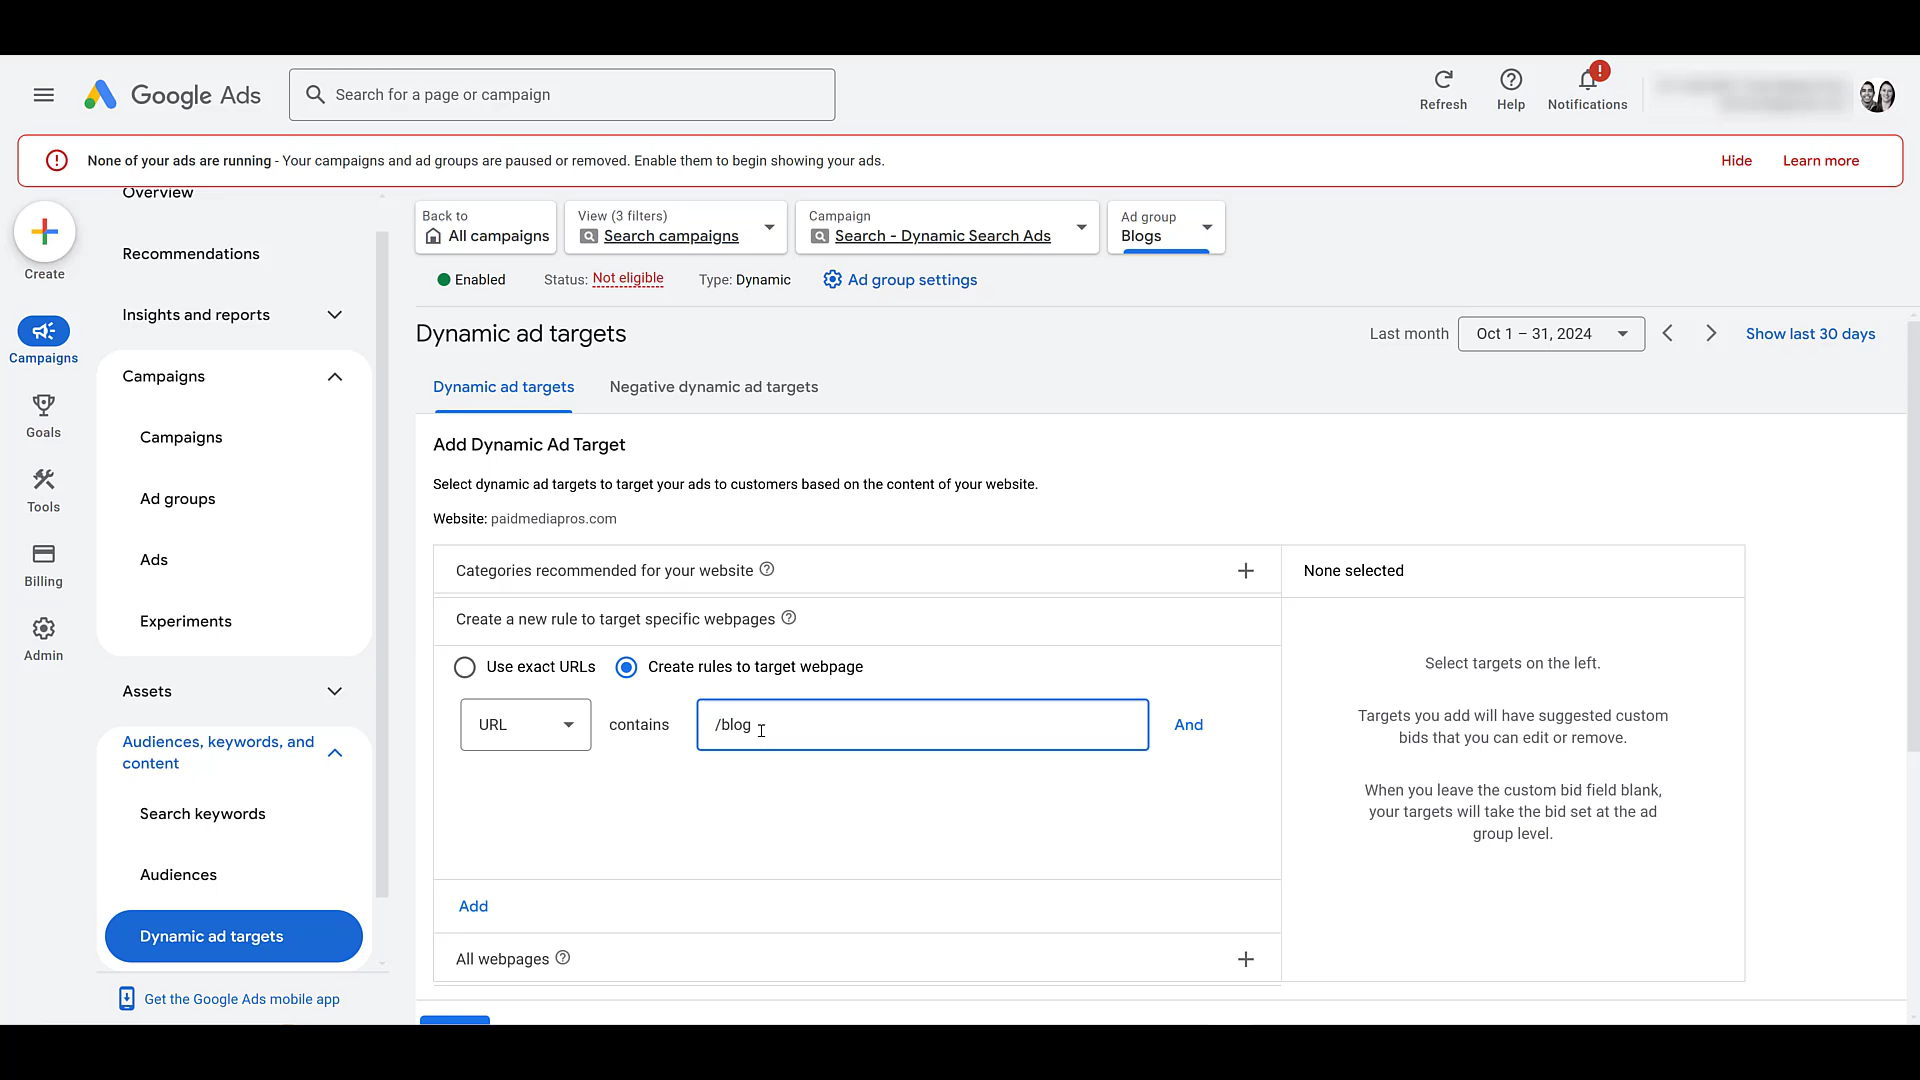 Google Ads
Search for a page or campaign
Refresh
Help
!
Notifications
None of your ads are running - Your campaigns and ad groups are paused or removed. Enable them to begin showing your ads.
Hide
Learn more
Create
Campaigns
Goals
Tools
Billing
Admin
Overview
Recommendations
Insights and reports
Campaigns
Campaigns
Ad groups
Ads
Experiments
Assets
Audiences, keywords, and
content
Search keywords
Audiences
Dynamic ad targets
Get the Google Ads mobile app
Back to
All campaigns
View (3 filters)
Search campaigns
Campaign
Search - Dynamic Search Ads
Ad group
Blogs
Enabled
Status: Not eligible
Type: Dynamic
Ad group settings
Dynamic ad targets
Last month
Oct 1 – 31, 2024
Show last 30 days
Dynamic ad targets
Negative dynamic ad targets
Add Dynamic Ad Target
Select dynamic ad targets to target your ads to customers based on the content of your website.
Website: paidmediapros.com
Categories recommended for your website
Create a new rule to target specific webpages
Use exact URLs
Create rules to target webpage
URL
contains
/blog
And
Add
All webpages
None selected
Select targets on the left.
Targets you add will have suggested custom
bids that you can edit or remove.
When you leave the custom bid field blank,
your targets will take the bid set at the ad
group level.